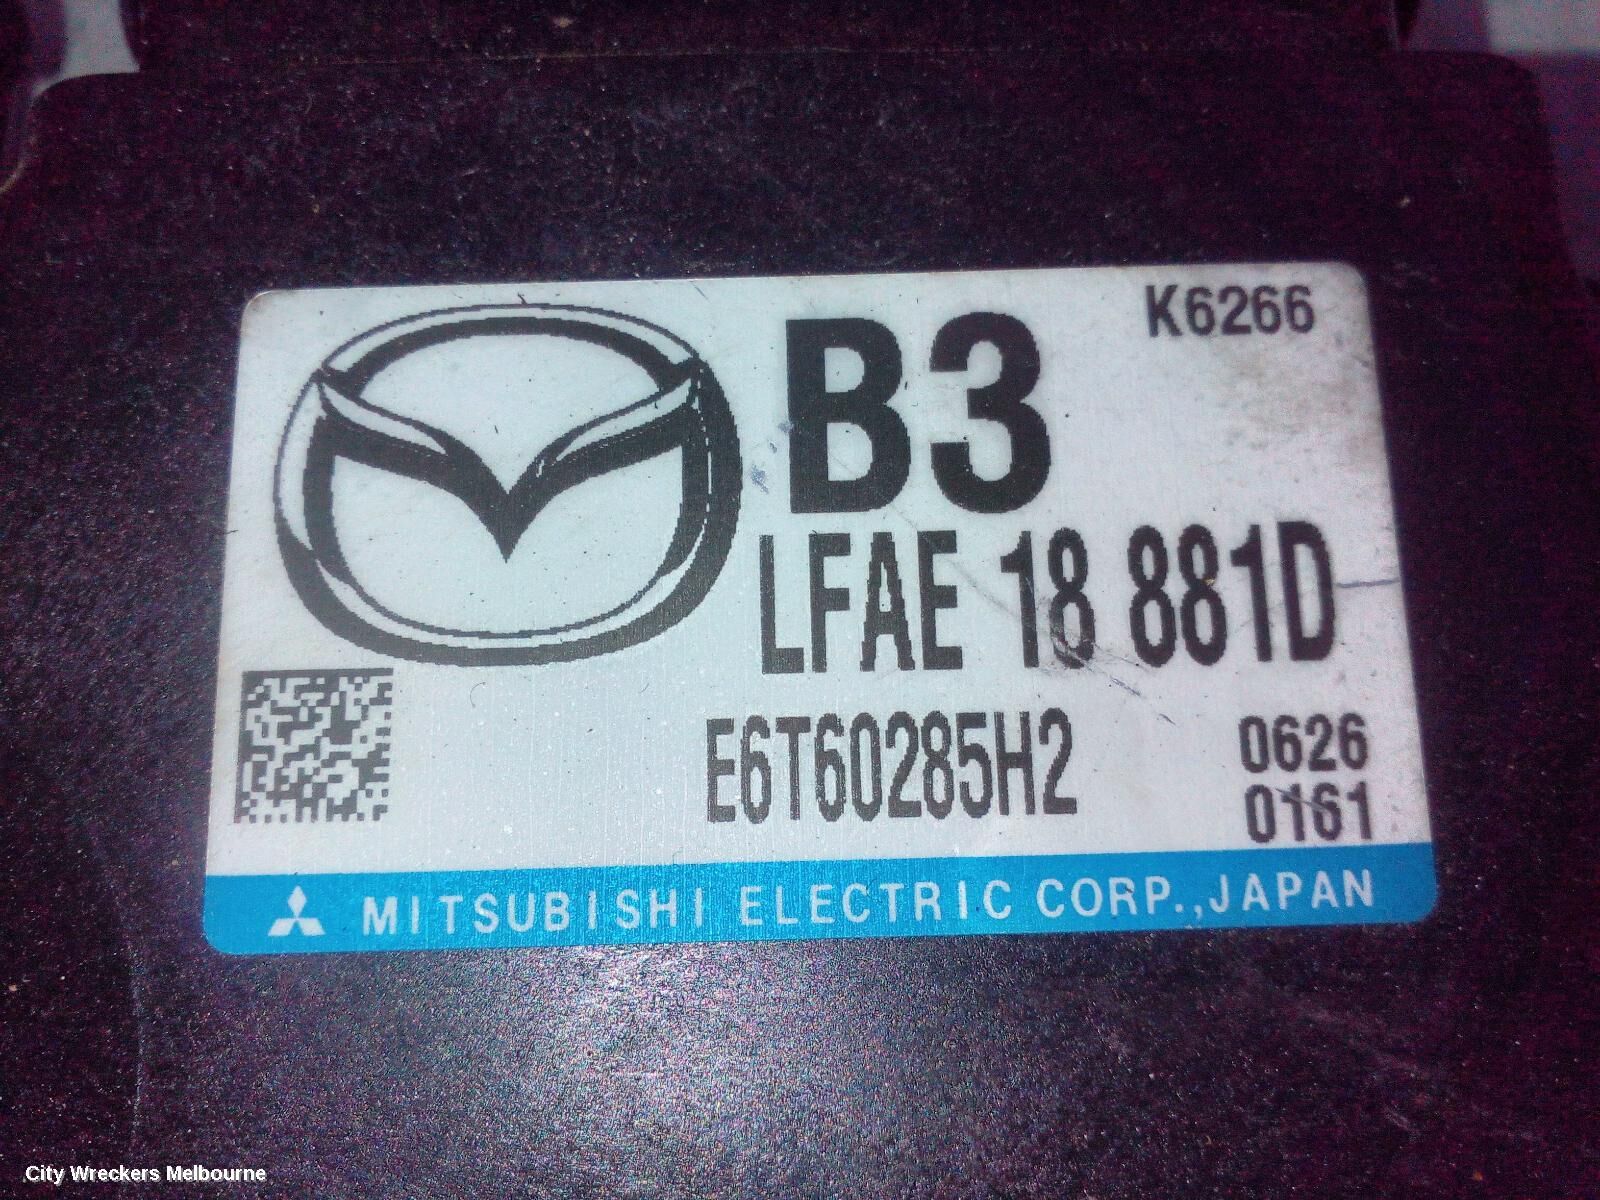 K6266
B3
LFAE 18 881D
E6T60285H2
0626
0161
MITSUBISHI ELECTRIC CORP.,JAPAN
City Wreckers Melbourne